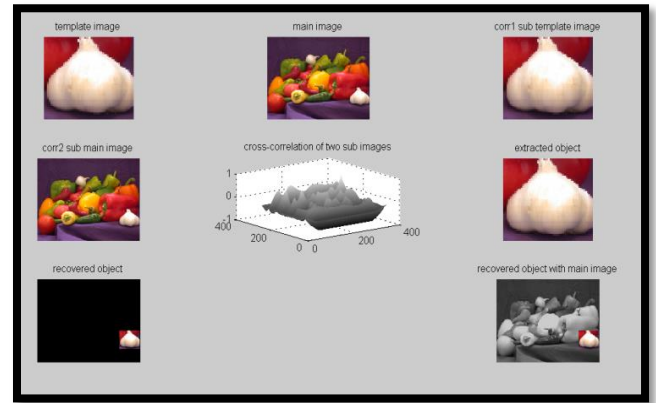 template image
main image
corr1 sub template image
corr2 sub main image
cross-correlation of two sub images
extracted object
1
0
-1
400
200
0
0
200
400
recovered object
recovered object with main image